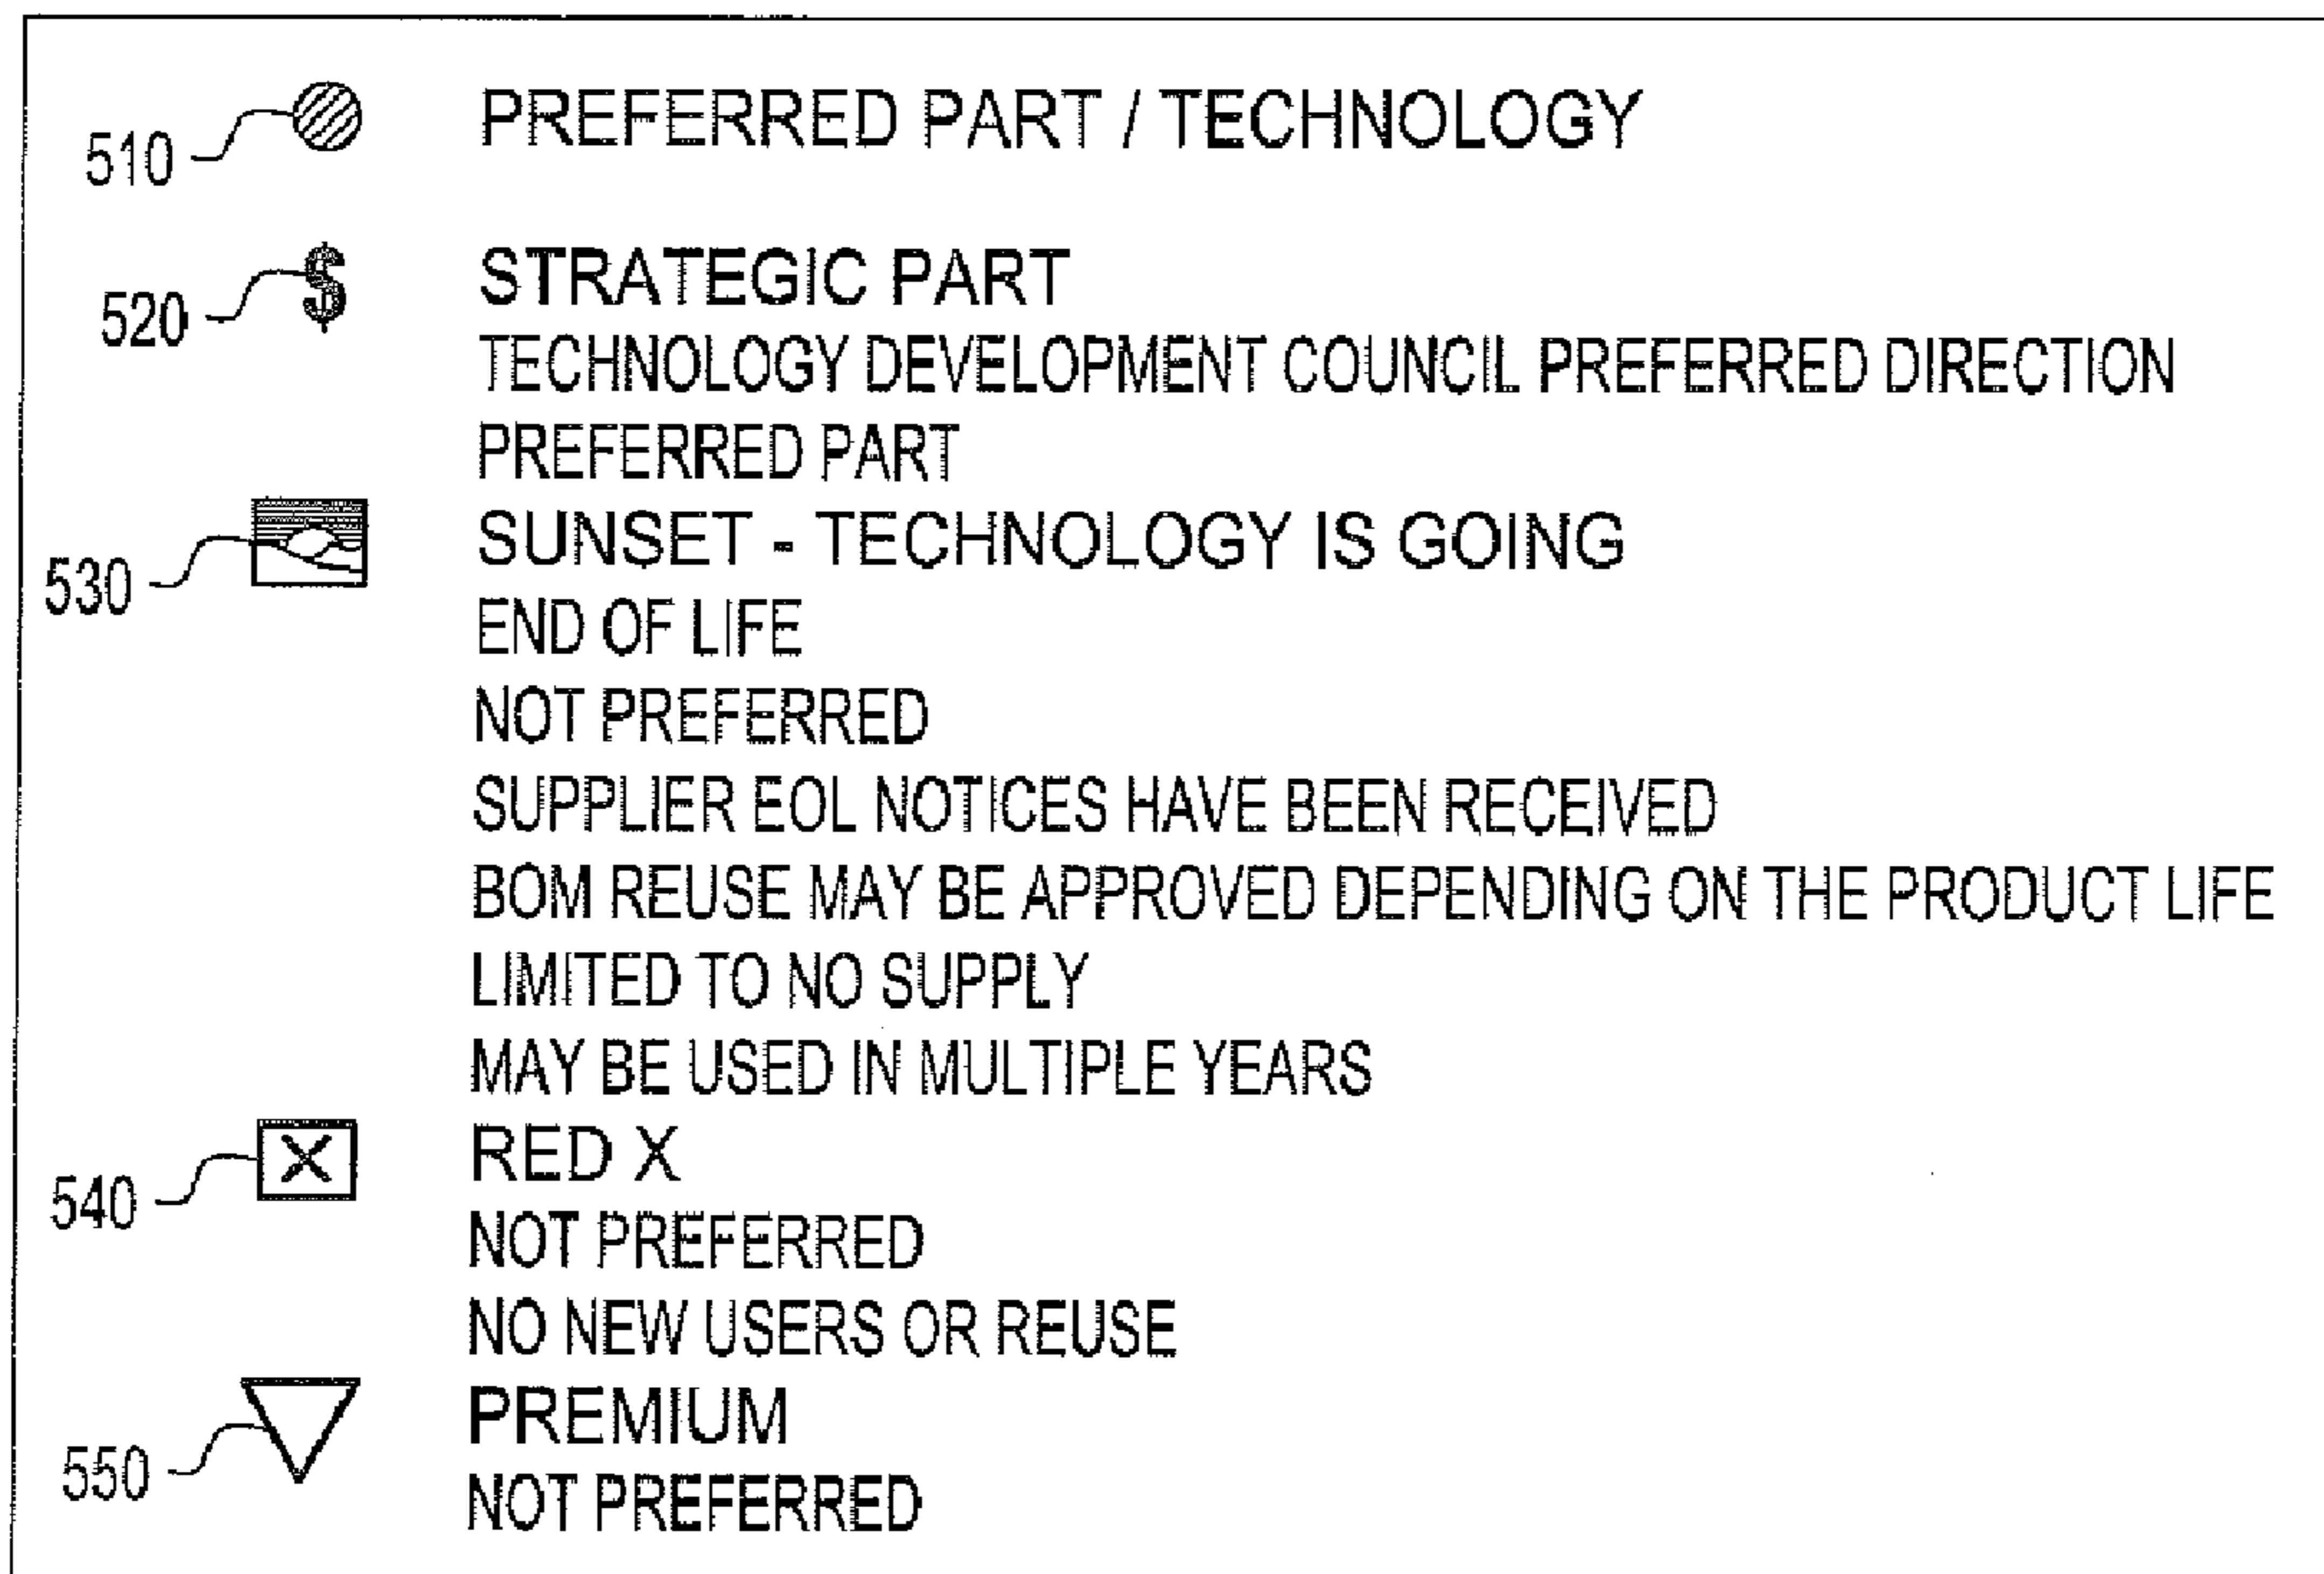 510 PREFERRED PART / TECHNOLOGY
520 $ STRATEGIC PART
TECHNOLOGY DEVELOPMENT COUNCIL PREFERRED DIRECTION
PREFERRED PART
530 SUNSET - TECHNOLOGY IS GOING
END OF LIFE
NOT PREFERRED
SUPPLIER EOL NOTICES HAVE BEEN RECEIVED
BOM REUSE MAY BE APPROVED DEPENDING ON THE PRODUCT LIFE
LIMITED TO NO SUPPLY
MAY BE USED IN MULTIPLE YEARS
540 X RED X
NOT PREFERRED
NO NEW USERS OR REUSE
550 PREMIUM
NOT PREFERRED